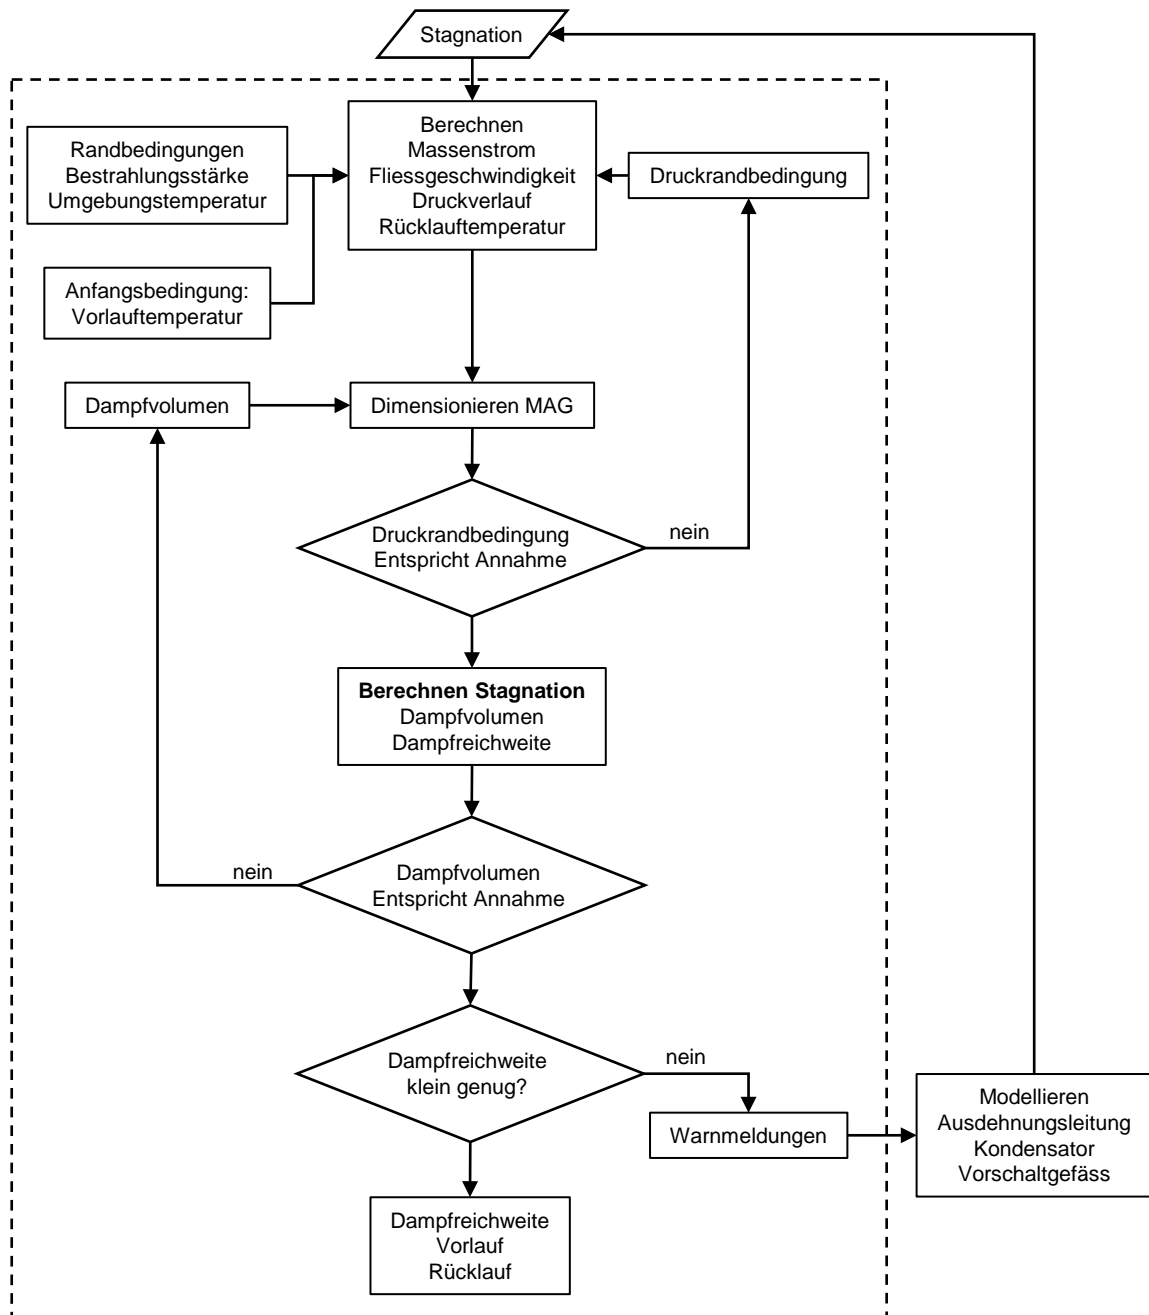 Stagnation
Berechnen
Massenstrom
Fliessgeschwindigkeit
Druckverlauf
Rücklauftemperatur
Randbedingungen
Bestrahlungsstärke
Umgebungstemperatur
Druckrandbedingung
Anfangsbedingung:
Vorlauftemperatur
Dampfvolumen
Dimensionieren MAG
Druckrandbedingung
Entspricht Annahme
nein
Berechnen Stagnation
Dampfvolumen
Dampfreichweite
Dampfvolumen
Entspricht Annahme
nein
Dampfreichweite
klein genug?
nein
Warnmeldungen
Modellieren
Ausdehnungsleitung
Kondensator
Vorschaltgefäss
Dampfreichweite
Vorlauf
Rücklauf